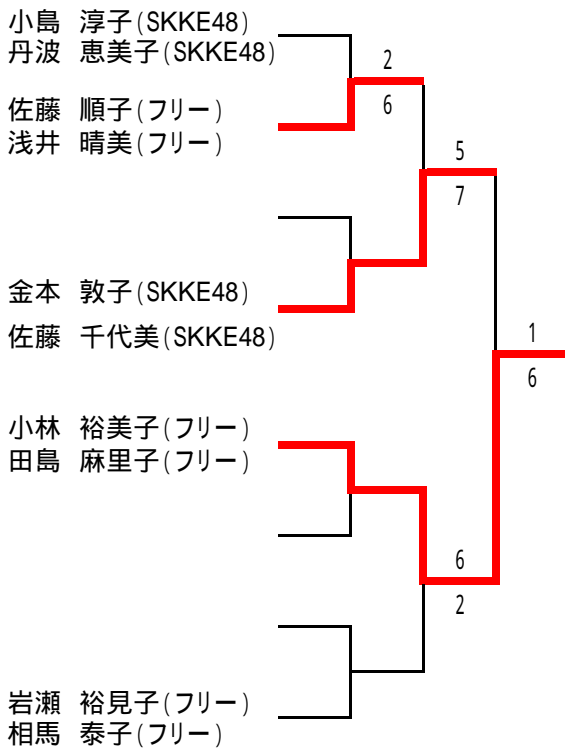 小島 淳子(SKKE48)
丹波 恵美子(SKKE48)
2
佐藤 順子(フリー)
6
浅井 晴美(フリー)
5
7
金本 敦子(SKKE48)
佐藤 千代美(SKKE48)
1
6
小林 裕美子(フリー)
田島 麻里子(フリー)
6
2
岩瀬 裕見子(フリー)
相馬 泰子(フリー)